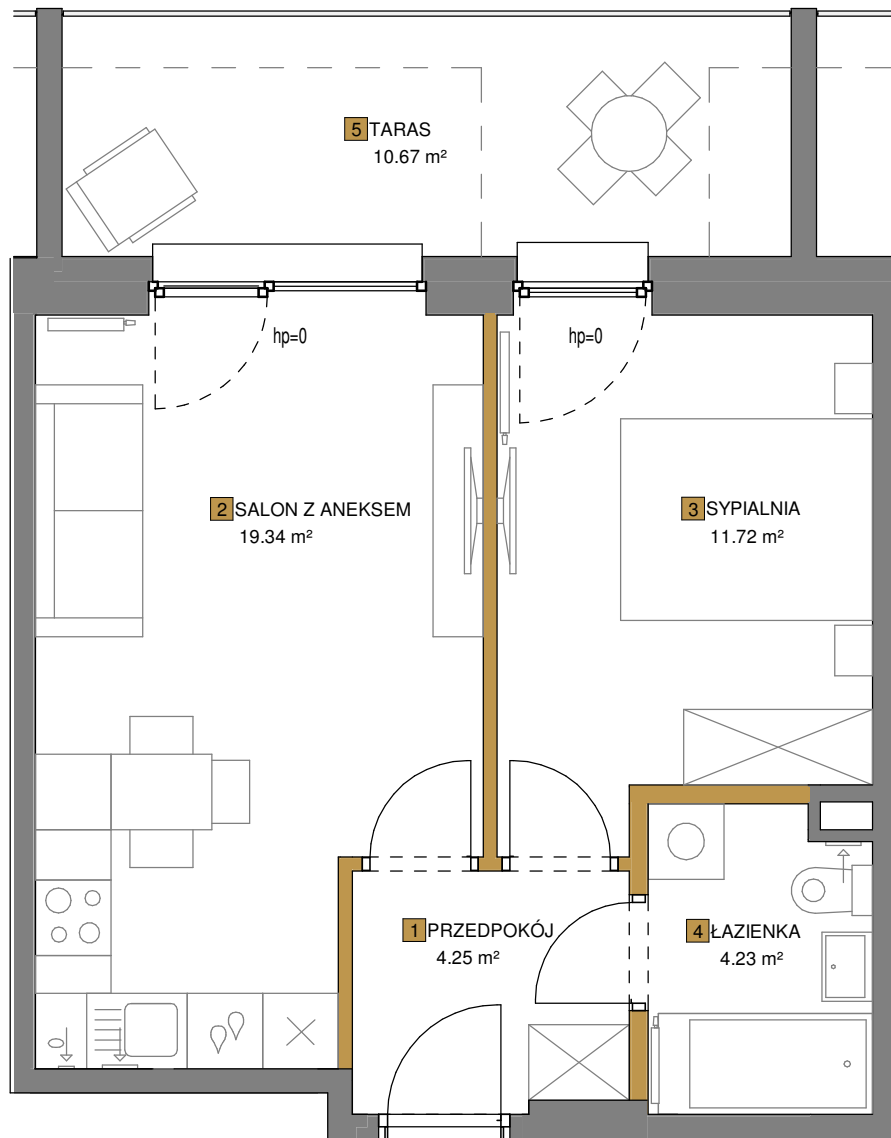 5 TARAS
10.67 m²
hp=0
hp=0
2 SALON Z ANEKSEM
19.34 m²
3 SYPIALNIA
11.72 m²
1 PRZEDPOKÓJ
4.25 m²
4 ŁAZIENKA
4.23 m²